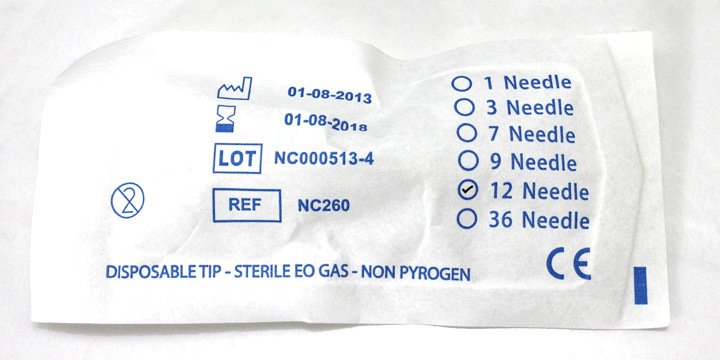 01-08-2013
01-08-2018
LOT NC000513-4
REF NC260
2
1 Needle
3 Needle
7 Needle
9 Needle
12 Needle
36 Needle
DISPOSABLE TIP - STERILE EO GAS - NON PYROGEN
CE